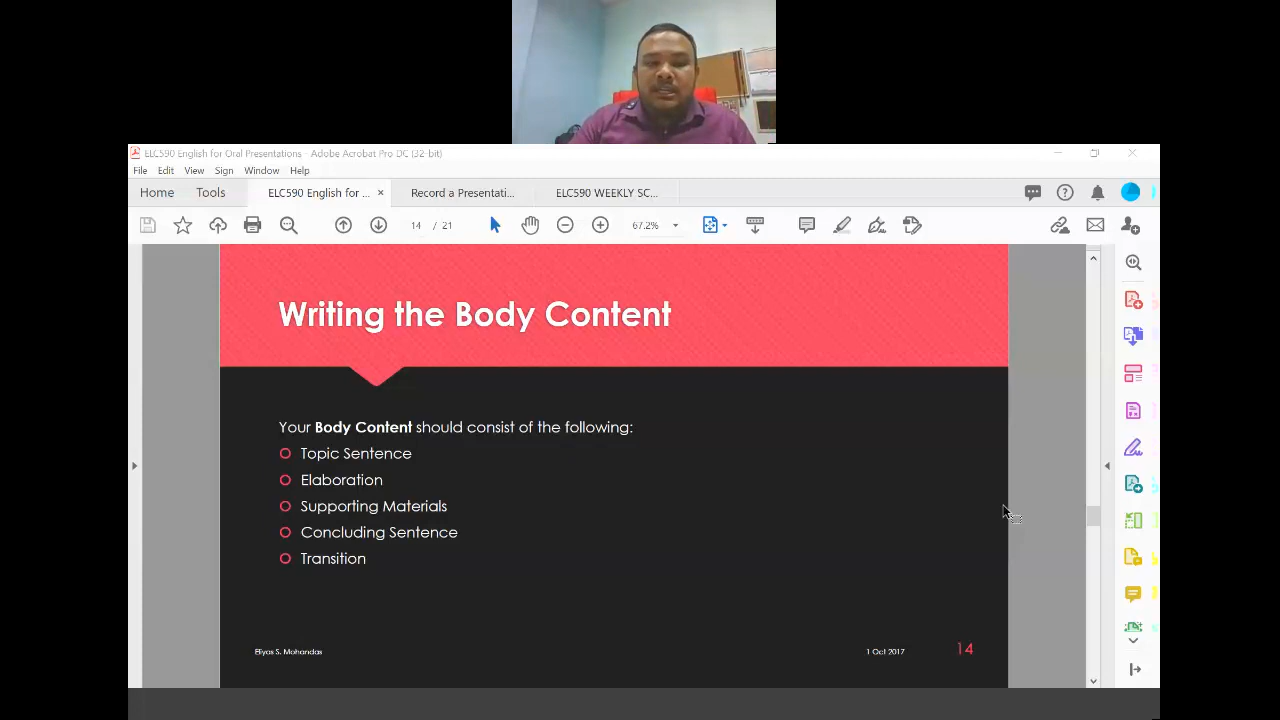 ELC590 English for Oral Presentations - Adobe Acrobat Pro DC (32-bit)
File Edit View Sign Window Help
Home Tools ELC590 English for ... × Record a Presentati... ELC590 WEEKLY SC...
14 / 21 67.2%
Writing the Body Content
Your Body Content should consist of the following:
Topic Sentence
Elaboration
Supporting Materials
Concluding Sentence
Transition
Eliyas S. Mohandas 1 Oct 2017 14